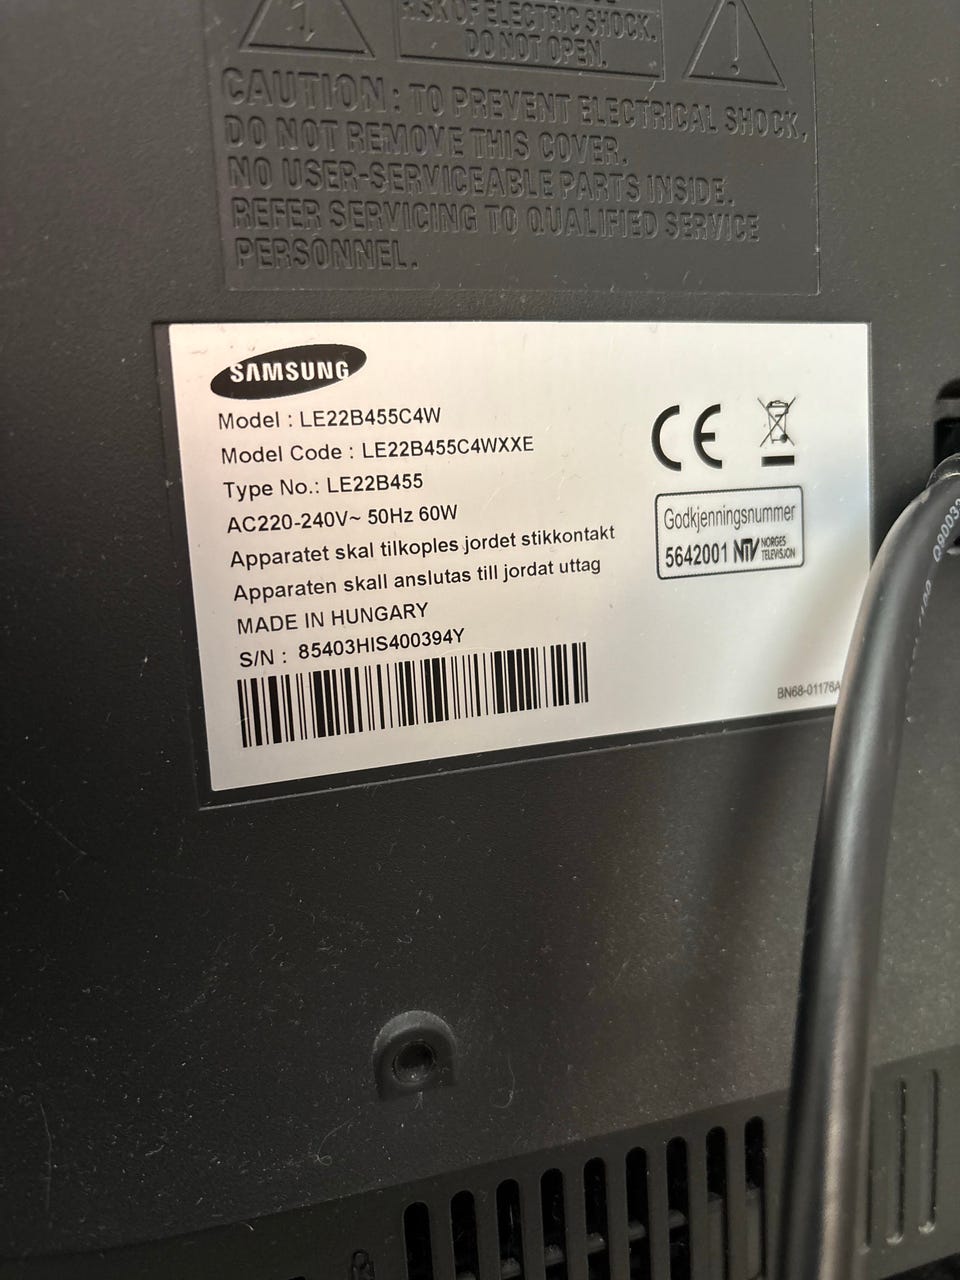 RISK OF ELECTRIC SHOCK.
DO NOT OPEN.
CAUTION : TO PREVENT ELECTRICAL SHOCK,
DO NOT REMOVE THIS COVER.
NO USER-SERVICEABLE PARTS INSIDE.
REFER SERVICING TO QUALIFIED SERVICE
PERSONNEL.
SAMSUNG
Model : LE22B455C4W
Model Code : LE22B455C4WXXE
Type No.: LE22B455
AC220-240V~ 50Hz 60W
Apparatet skal tilkoples jordet stikkontakt
Apparaten skall anslutas till jordat uttag
MADE IN HUNGARY
S/N : 85403HIS400394Y
CE
Godkjenningsnummer
5642001 NTV NORGES
TELEVISJON
BN68-01176A